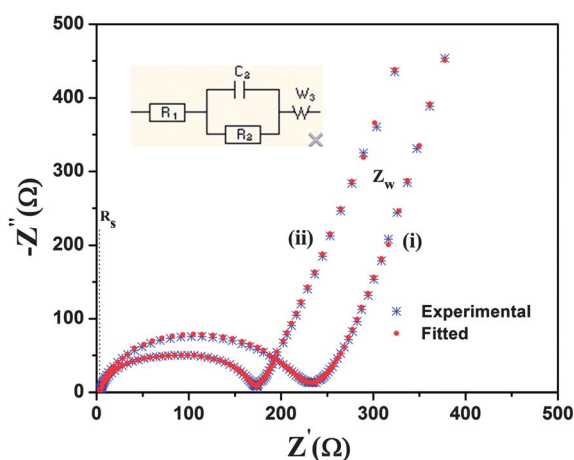 500
400
300
200
100
0
-Z"(Ω)
C2
R1
R2
W3
Rs
Zw
(ii)
(i)
Experimental
Fitted
0
100
200
300
400
500
Z'(Ω)